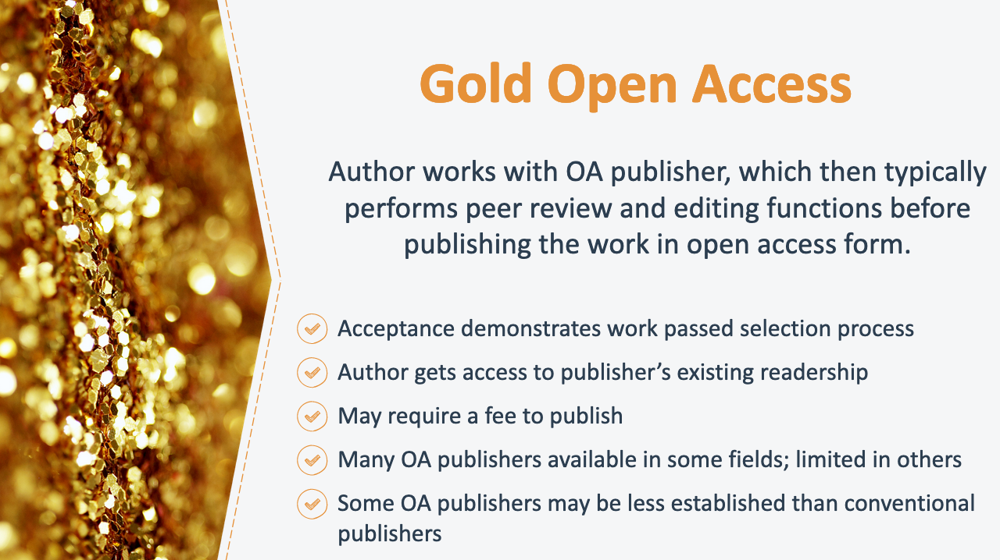 Gold Open Access
Author works with OA publisher, which then typically
performs peer review and editing functions before
publishing the work in open access form.
Acceptance demonstrates work passed selection process
Author gets access to publisher’s existing readership
May require a fee to publish
Many OA publishers available in some fields; limited in others
Some OA publishers may be less established than conventional
publishers